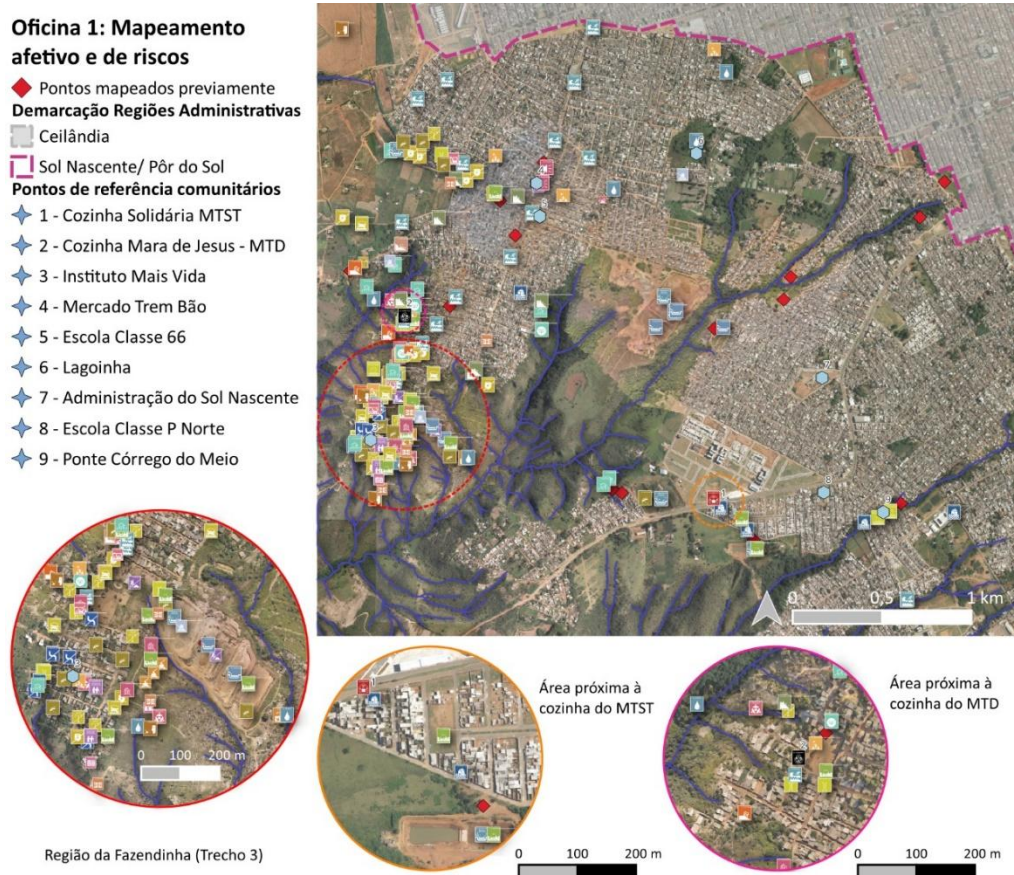 Oficina 1: Mapeamento
afetivo e de riscos
Pontos mapeados previamente
Demarcação Regiões Administrativas
Ceilândia
Sol Nascente/ Pôr do Sol
Pontos de referência comunitários
1 - Cozinha Solidária MTST
2 - Cozinha Mara de Jesus - MTD
3 - Instituto Mais Vida
4 - Mercado Trem Bão
5 - Escola Classe 66
6 - Lagoinha
7 - Administração do Sol Nascente
8 - Escola Classe P Norte
9 - Ponte Córrego do Meio
0 0,5 1 km
0 100 200 m
Região da Fazendinha (Trecho 3)
Área próxima à
cozinha do MTST
0 100 200 m
Área próxima à
cozinha do MTD
0 100 200 m